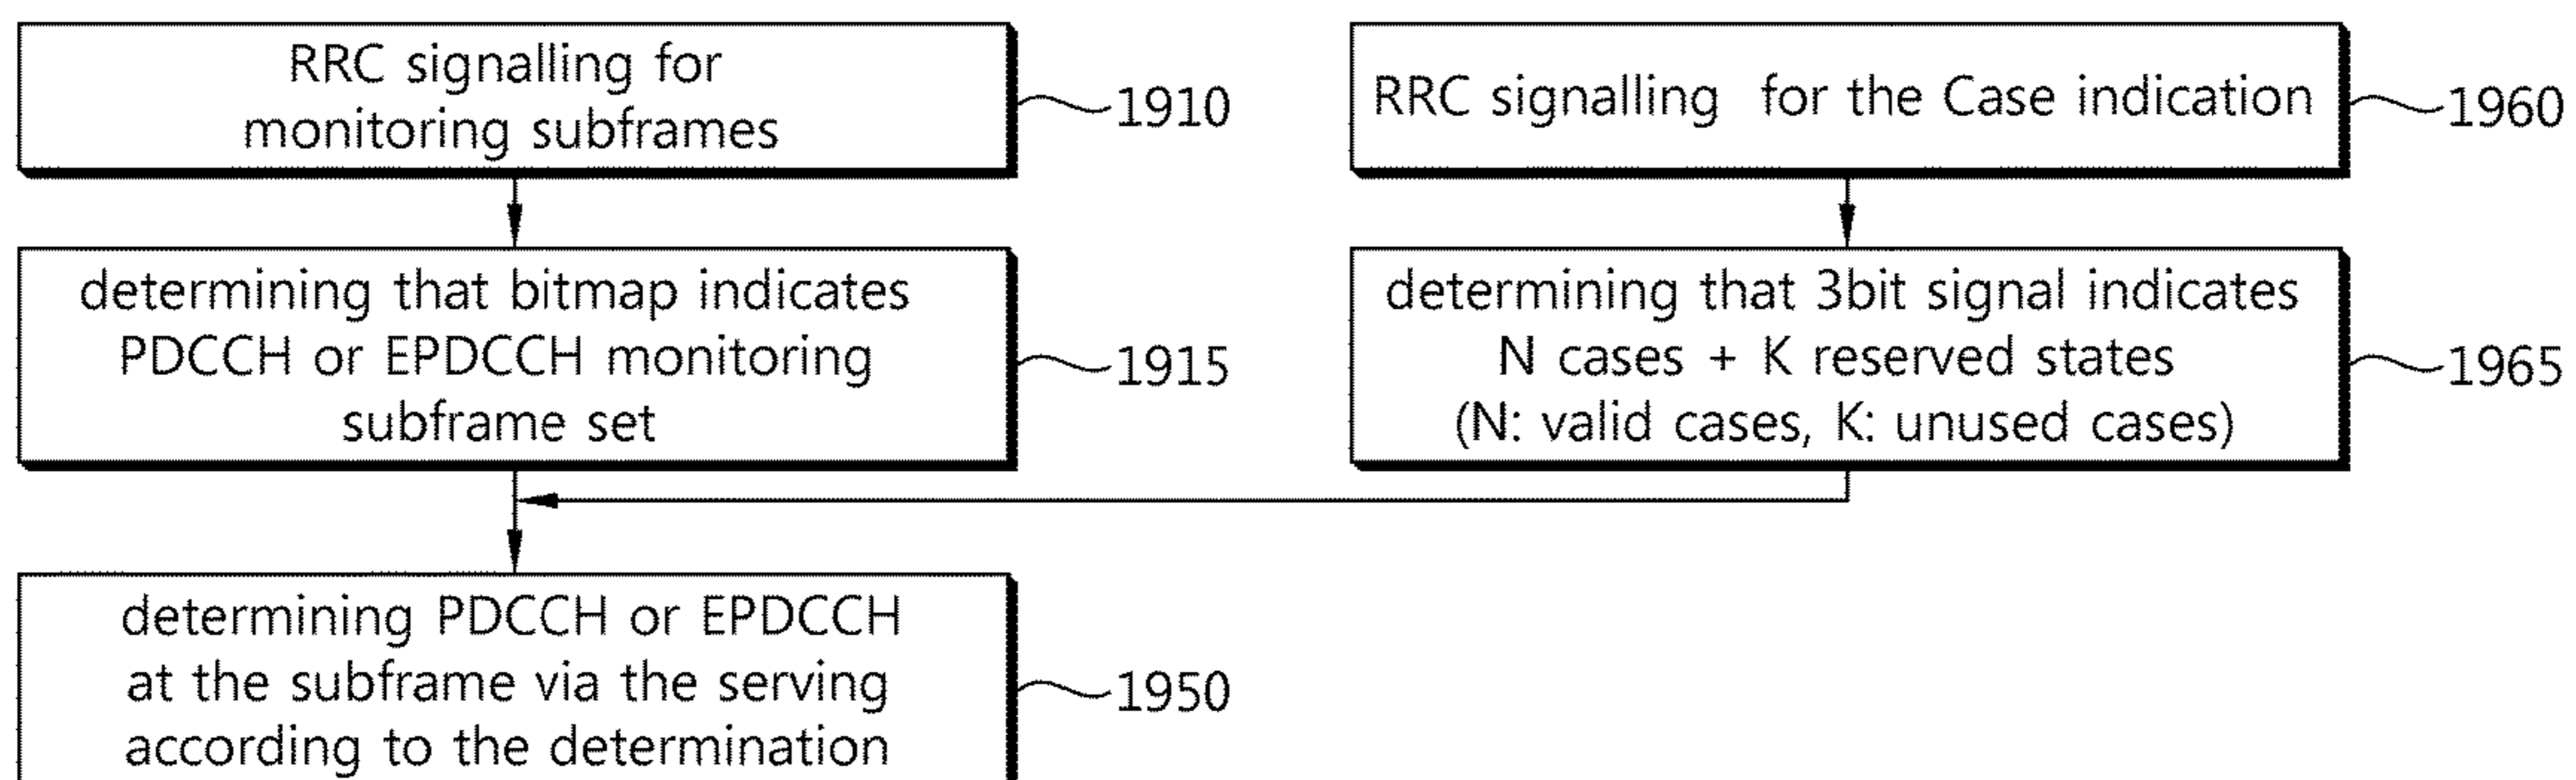 RRC signalling for
monitoring subframes
1910
RRC signalling for the Case indication
1960
determining that bitmap indicates
PDCCH or EPDCCH monitoring
subframe set
1915
determining that 3bit signal indicates
N cases + K reserved states
(N: valid cases, K: unused cases)
1965
determining PDCCH or EPDCCH
at the subframe via the serving
according to the determination
1950